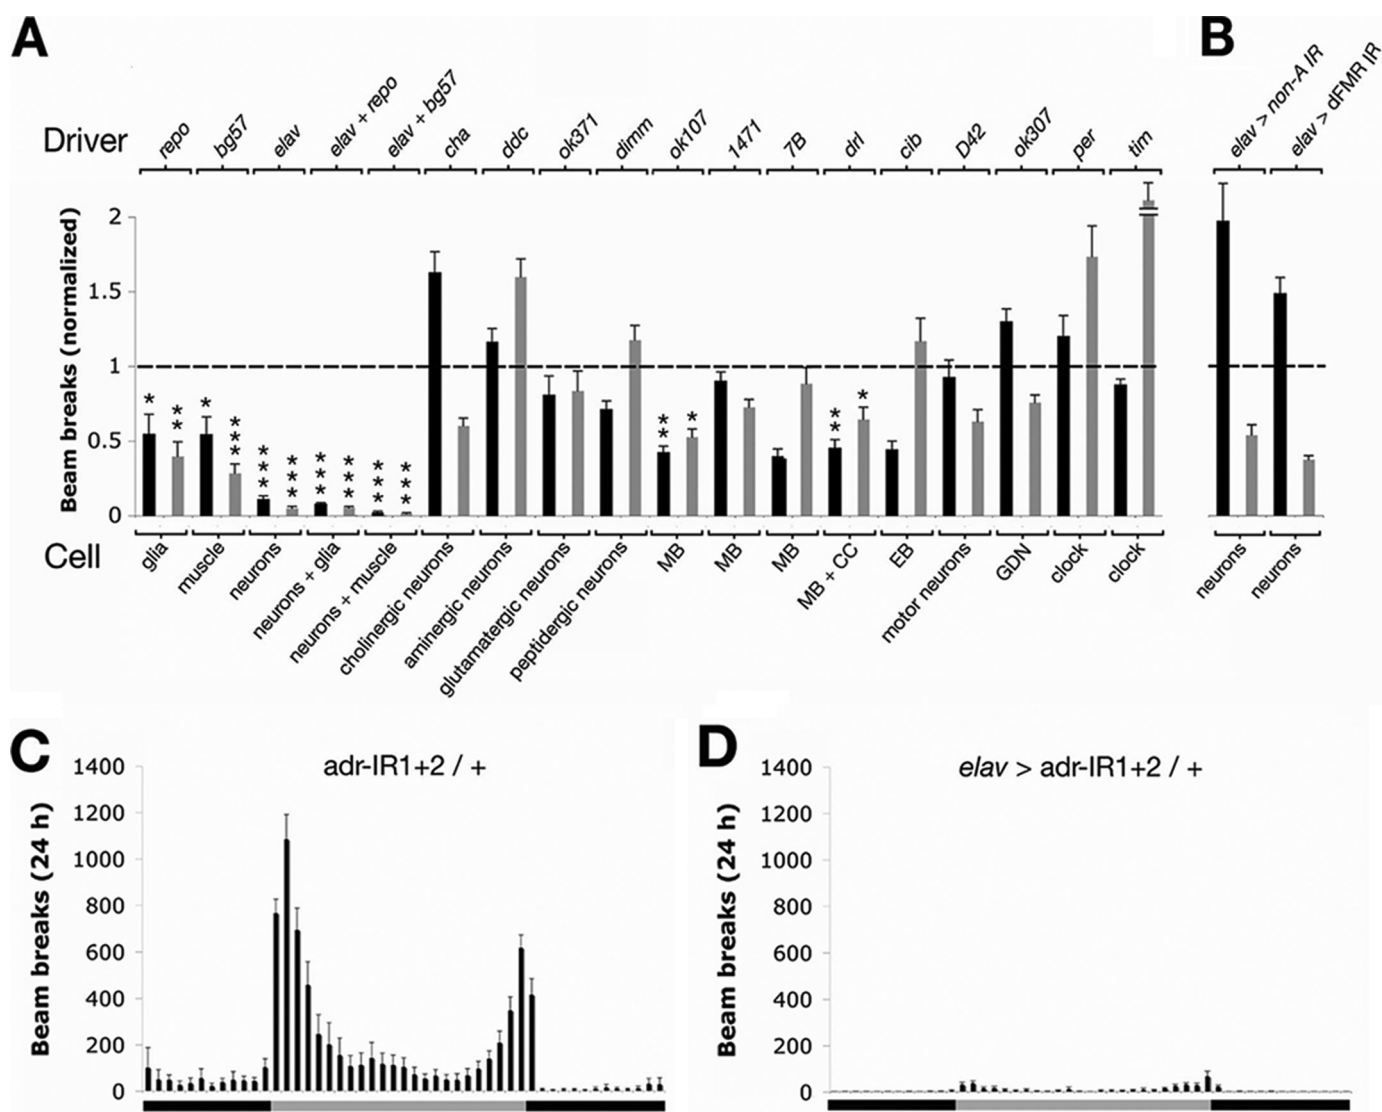 A
B
Driver
repo
bg57
elav
elav + repo
elav + bg57
cha
ddc
ok371
dimm
ok107
1471
7B
drl
cib
D42
ok307
per
tim
elav > non-A IR
elav > dFMR IR
Beam breaks (normalized)
2
1.5
1
0.5
0
*
**
*
***
***
***
***
***
***
***
**
*
**
*
Cell
glia
muscle
neurons
neurons + glia
neurons + muscle
cholinergic neurons
aminergic neurons
glutamatergic neurons
peptidergic neurons
MB
MB
MB
MB + CC
EB
motor neurons
GDN
clock
clock
neurons
neurons
C
adr-IR1+2 / +
Beam breaks (24 h)
1400
1200
1000
800
600
400
200
0
D
elav > adr-IR1+2 / +
Beam breaks (24 h)
1400
1200
1000
800
600
400
200
0